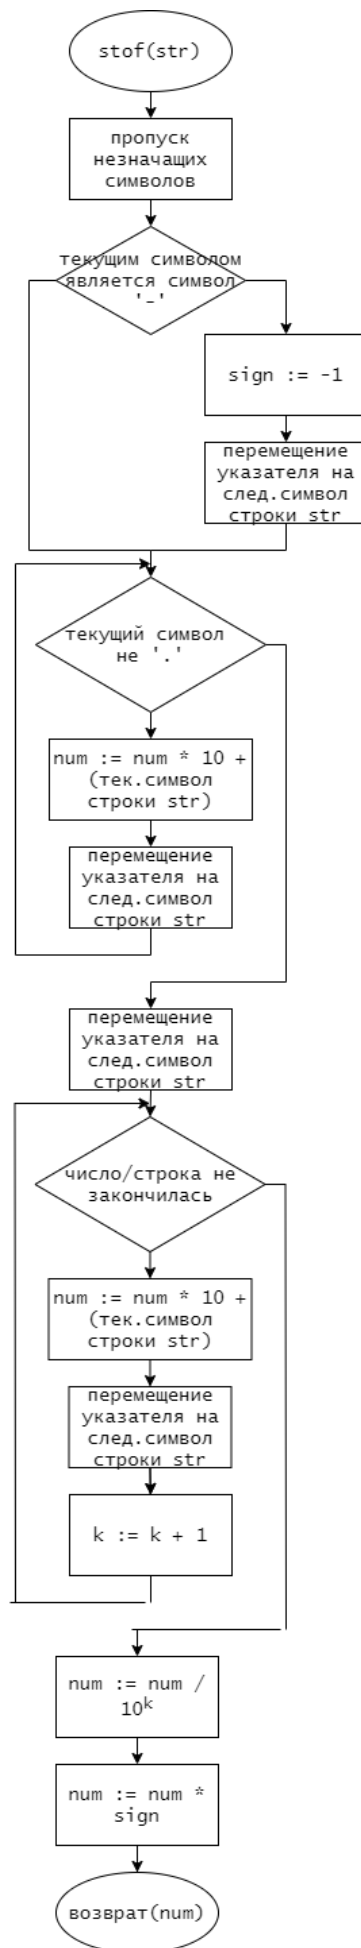 stof(str)
пропуск
незначащих
символов
текущим символом
является символ
'-'
sign := -1
перемещение
указателя на
след.символ
строки str
текущий символ
не '.'
num := num * 10 +
(тек.символ
строки str)
перемещение
указателя на
след.символ
строки str
перемещение
указателя на
след.символ
строки str
число/строка не
закончилась
num := num * 10 +
(тек.символ
строки str)
перемещение
указателя на
след.символ
строки str
k := k + 1
num := num /
10^k
num := num *
sign
возврат(num)